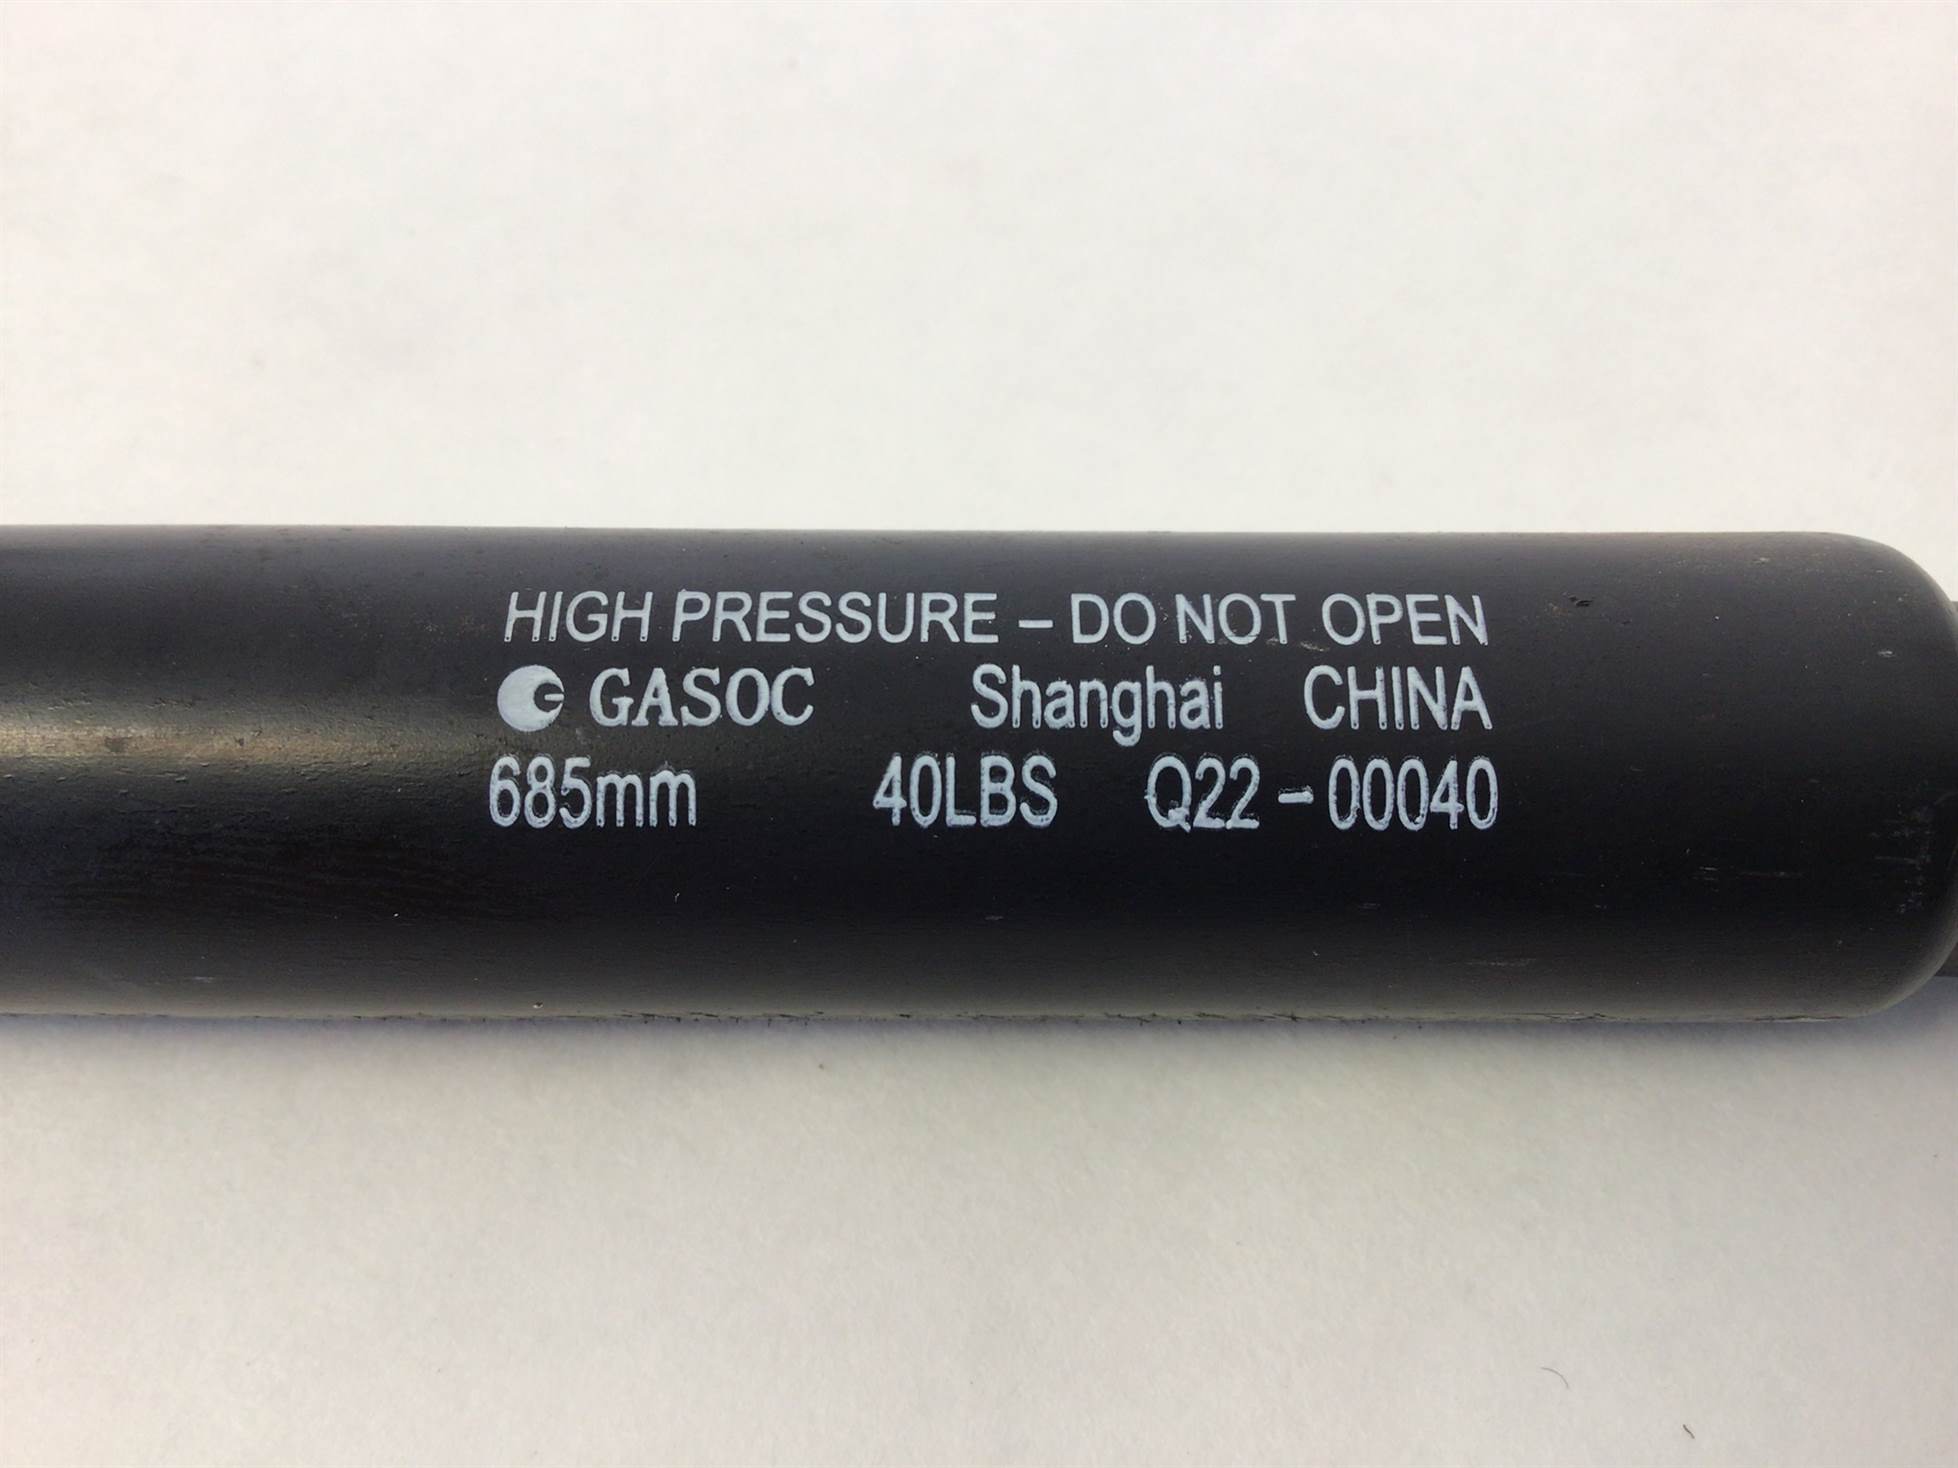 HIGH PRESSURE – DO NOT OPEN
GASOC Shanghai CHINA
685mm 40LBS Q22-00040